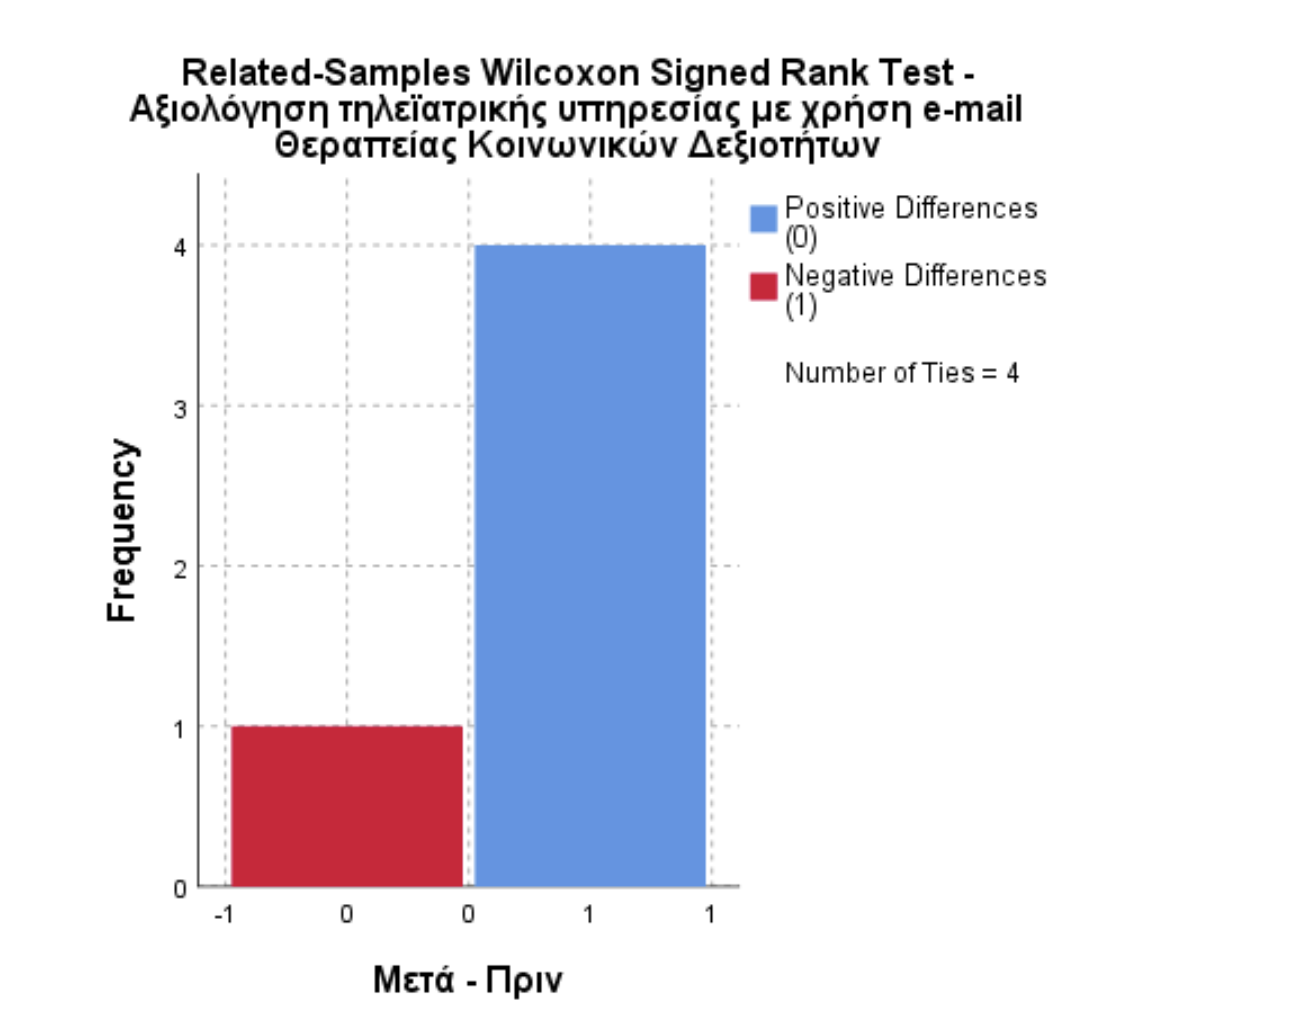 Related-Samples Wilcoxon Signed Rank Test -
Αξιολόγηση τηλεϊατρικής υπηρεσίας με χρήση e-mail
Θεραπείας Κοινωνικών Δεξιοτήτων
Positive Differences
(0)
Negative Differences
(1)
Number of Ties = 4
Frequency
4
3
2
1
0
-1 0 0 1 1
Μετά - Πριν